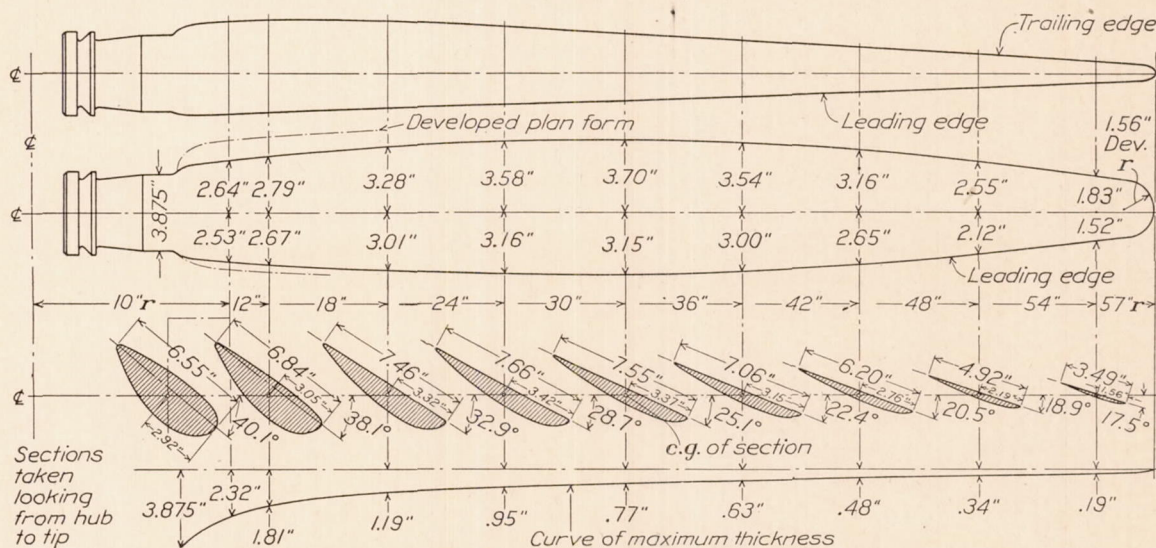 Trailing edge
℄
Leading edge
Developed plan form
1.56"
Dev.
r
℄
3.875"
2.64" 2.79" 3.28" 3.58" 3.70" 3.54" 3.16" 2.55" 1.83"
℄
2.53" 2.67" 3.01" 3.16" 3.15" 3.00" 2.65" 2.12" 1.52"
Leading edge
10"r 12" 18" 24" 30" 36" 42" 48" 54" 57"r
6.55" 6.84" 7.46" 7.66" 7.55" 7.06" 6.20" 4.92" 3.49"
℄
2.92" 3.05" 3.32" 3.42" 3.37" 3.15" 2.76" 2.19" 1.56"
40.1° 38.1° 32.9° 28.7° 25.1° 22.4° 20.5° 18.9° 17.5°
c.g. of section
Sections
taken
looking
from hub
to tip
3.875" 2.32" 1.81" 1.19" .95" .77" .63" .48" .34" .19"
Curve of maximum thickness